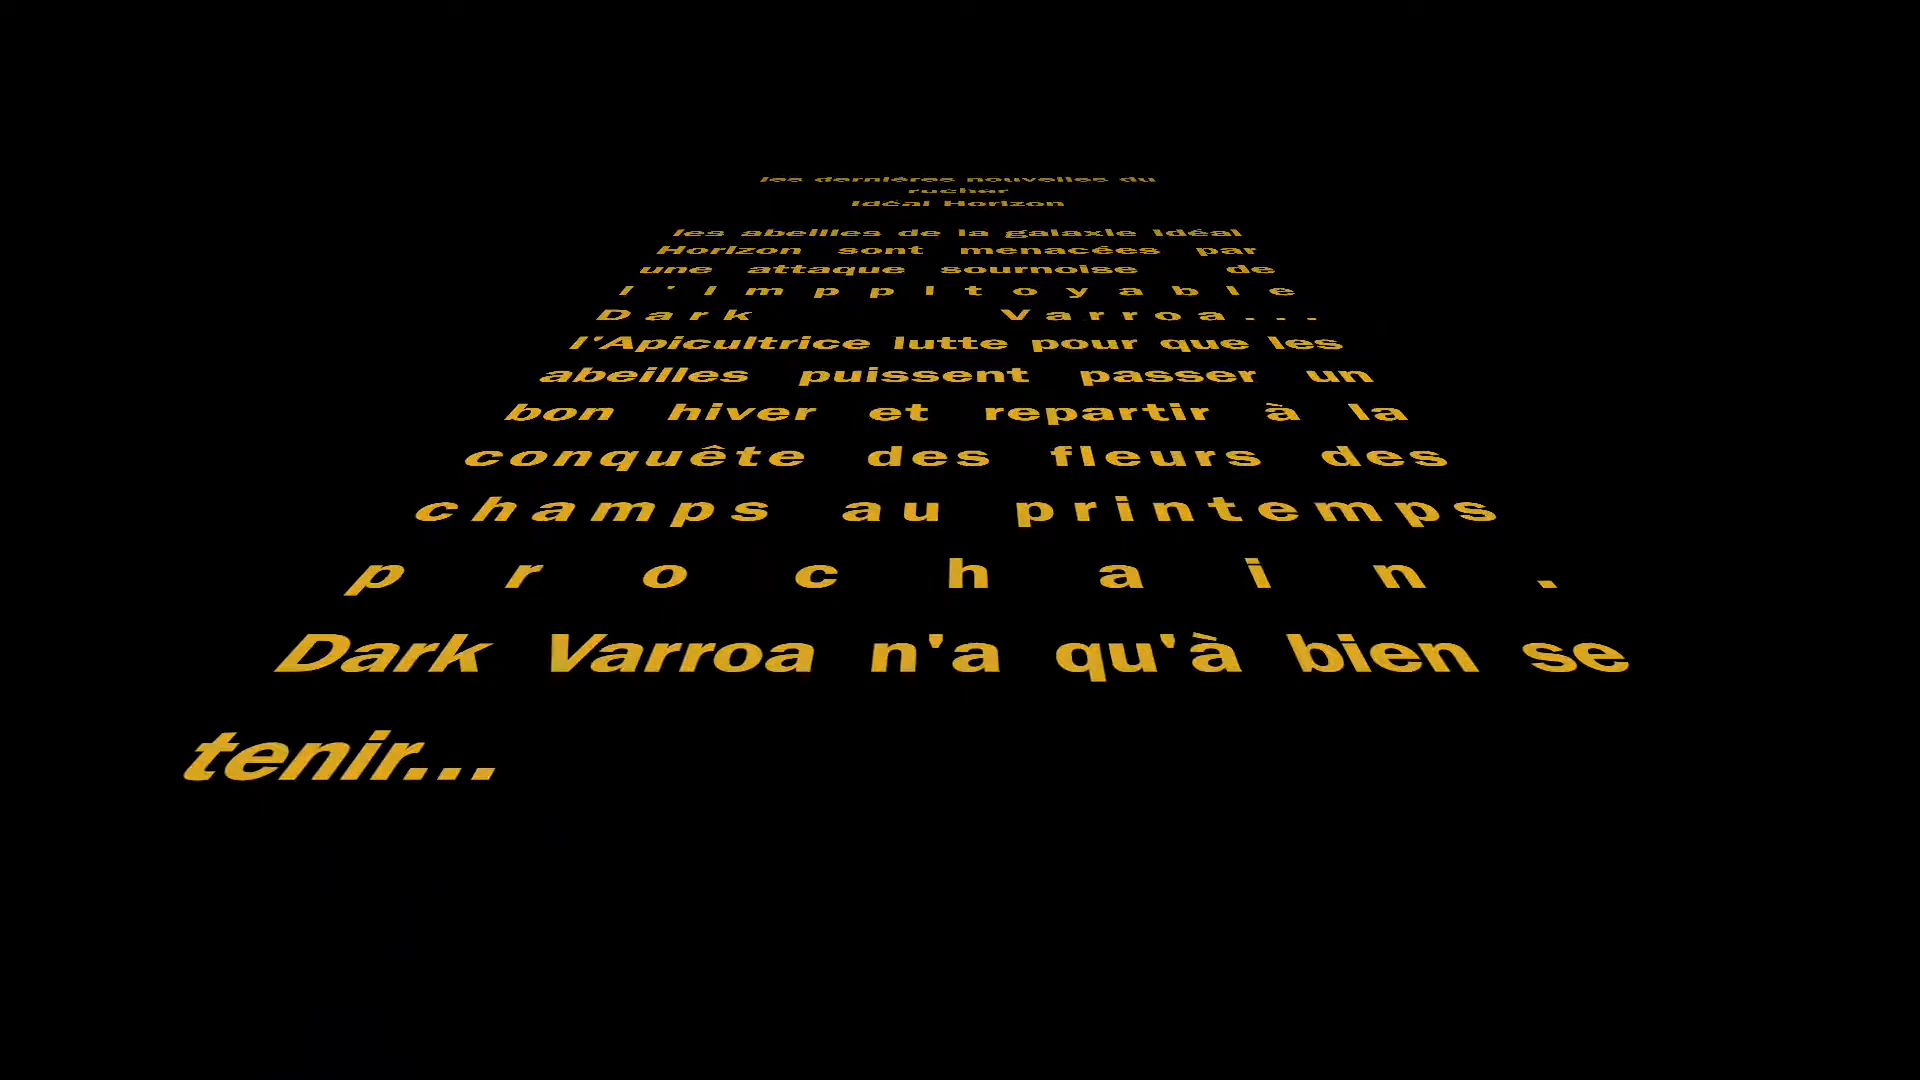 les dernières nouvelles du
rucher
Idéal Horizon
les abeilles de la galaxie Idéal
Horizon sont menacées par
une attaque sournoise de
l'Imppitoyable
Dark Varroa...
l'Apicultrice lutte pour que les
abeilles puissent passer un
bon hiver et repartir à la
conquête des fleurs des
champs au printemps
prochain.
Dark Varroa n'a qu'à bien se
tenir...